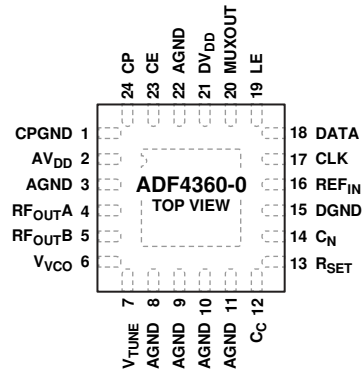 24 CP
23 CE
22 AGND
21 DVDD
20 MUXOUT
19 LE
CPGND 1
AVDD 2
AGND 3
RFOUTA 4
RFOUTB 5
VVCO 6
ADF4360-0
TOP VIEW
18 DATA
17 CLK
16 REFIN
15 DGND
14 CN
13 RSET
VTUNE 7
AGND 8
AGND 9
AGND 10
AGND 11
CC 12